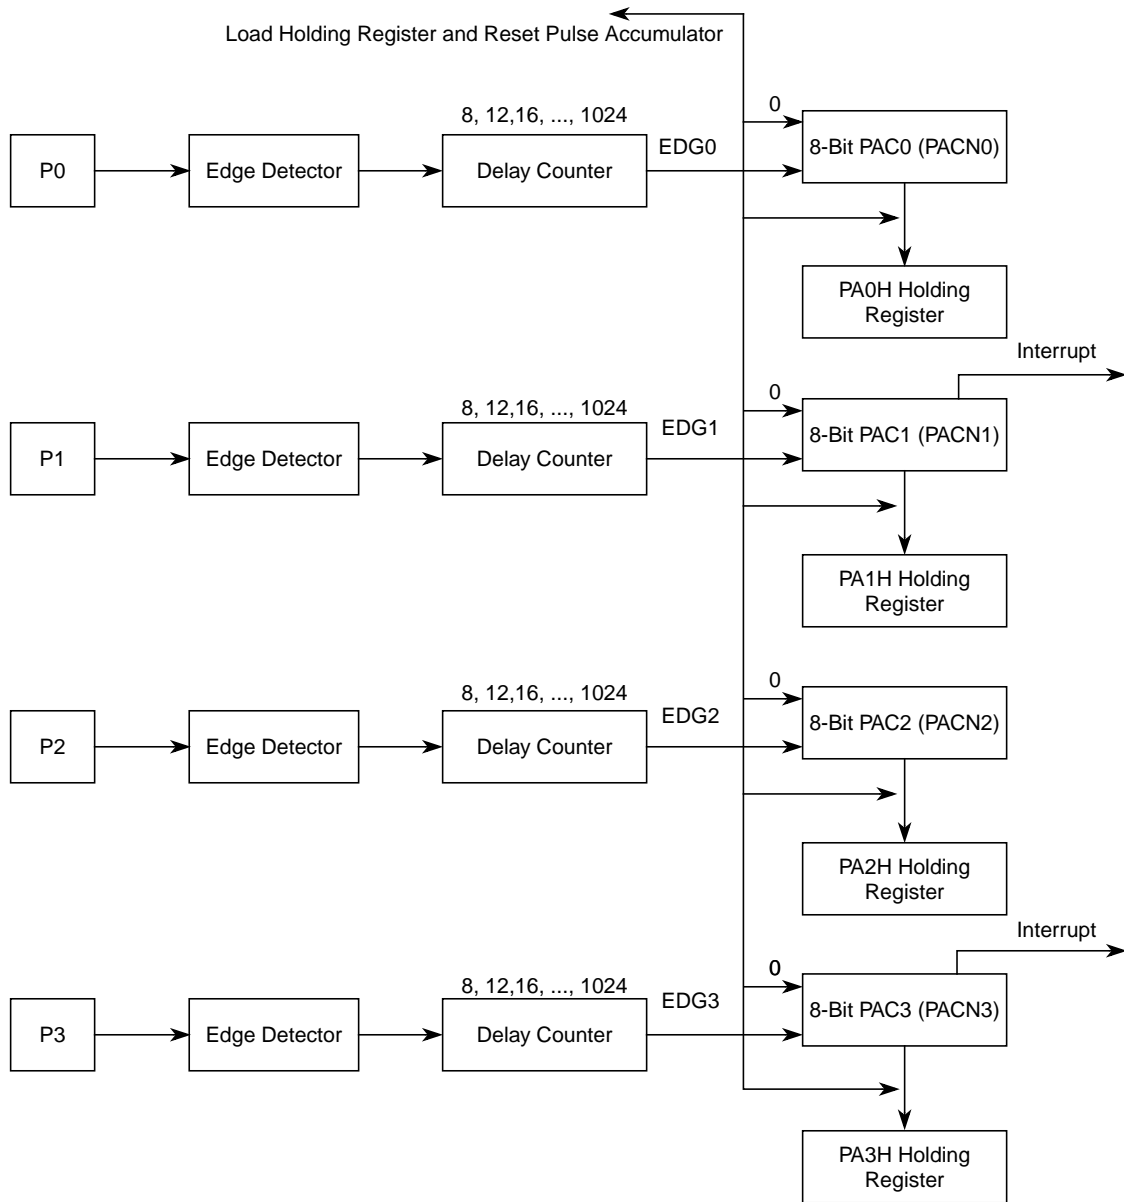 Load Holding Register and Reset Pulse Accumulator
8, 12,16, ..., 1024
0
P0
Edge Detector
Delay Counter
EDG0
8-Bit PAC0 (PACN0)
PA0H Holding
Register
Interrupt
8, 12,16, ..., 1024
0
P1
Edge Detector
Delay Counter
EDG1
8-Bit PAC1 (PACN1)
PA1H Holding
Register
8, 12,16, ..., 1024
0
P2
Edge Detector
Delay Counter
EDG2
8-Bit PAC2 (PACN2)
PA2H Holding
Register
Interrupt
8, 12,16, ..., 1024
0
P3
Edge Detector
Delay Counter
EDG3
8-Bit PAC3 (PACN3)
PA3H Holding
Register